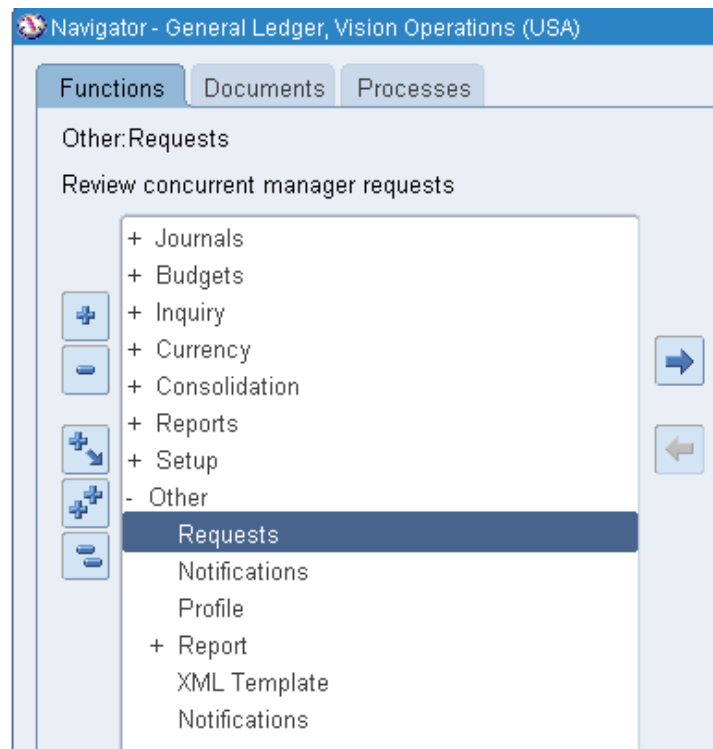 Navigator - General Ledger, Vision Operations (USA)
Functions Documents Processes
Other:Requests
Review concurrent manager requests
+ Journals
+ Budgets
+ Inquiry
+ Currency
+ Consolidation
+ Reports
+ Setup
- Other
Requests
Notifications
Profile
+ Report
XML Template
Notifications